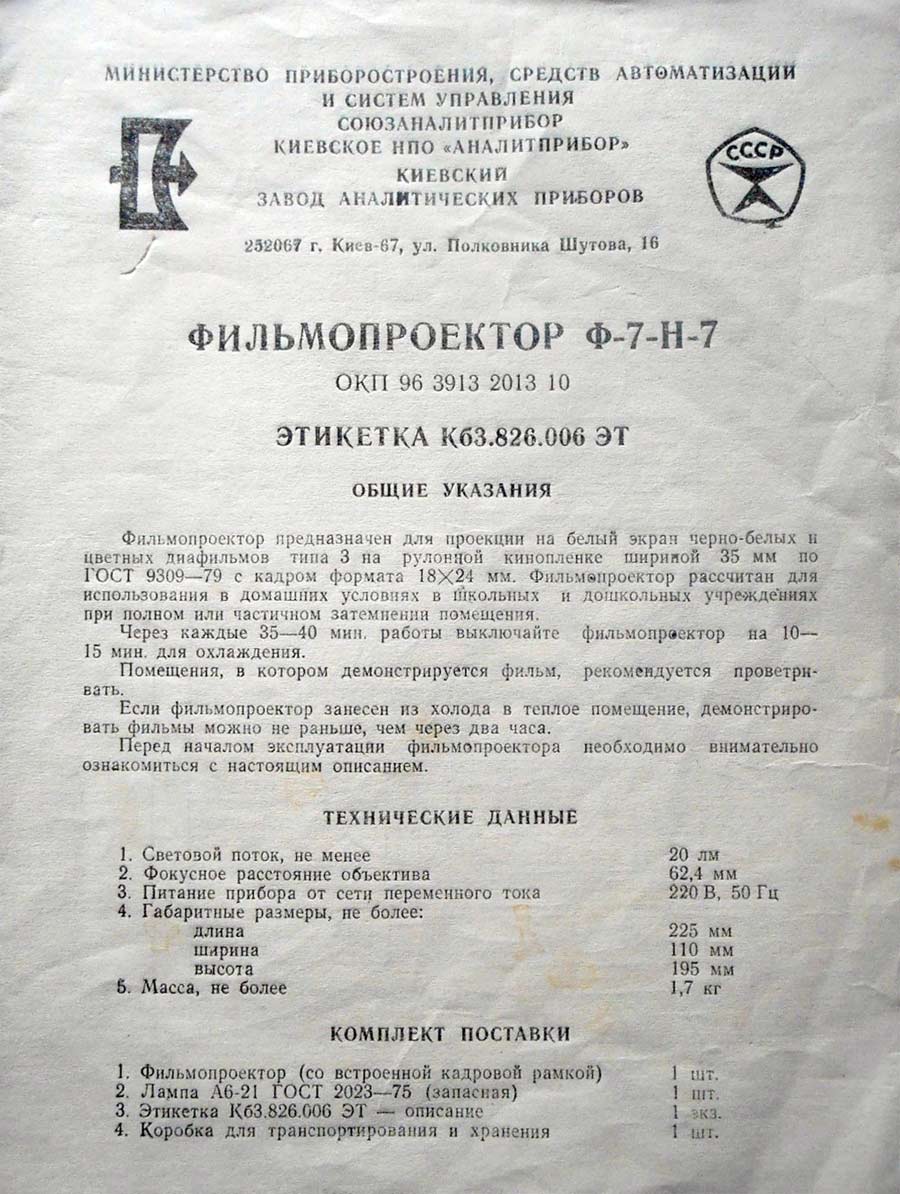 МИНИСТЕРСТВО ПРИБОРОСТРОЕНИЯ, СРЕДСТВ АВТОМАТИЗАЦИИ
И СИСТЕМ УПРАВЛЕНИЯ
СОЮЗАНАЛИТПРИБОР
КИЕВСКОЕ НПО «АНАЛИТПРИБОР»
КИЕВСКИЙ
ЗАВОД АНАЛИТИЧЕСКИХ ПРИБОРОВ
СССР
252067 г. Киев-67, ул. Полковника Шутова, 16
ФИЛЬМОПРОЕКТОР Ф-7-Н-7
ОКП 96 3913 2013 10
ЭТИКЕТКА Кб3.826.006 ЭТ
ОБЩИЕ УКАЗАНИЯ
Фильмопроектор предназначен для проекции на белый экран черно-белых и
цветных диафильмов типа 3 на рулонной кинопленке шириной 35 мм по
ГОСТ 9309—79 с кадром формата 18×24 мм. Фильмопроектор рассчитан для
использования в домашних условиях в школьных и дошкольных учреждениях
при полном или частичном затемнении помещения.
Через каждые 35—40 мин. работы выключайте фильмопроектор на 10—
15 мин. для охлаждения.
Помещения, в котором демонстрируется фильм, рекомендуется проветри-
вать.
Если фильмопроектор занесен из холода в теплое помещение, демонстриро-
вать фильмы можно не раньше, чем через два часа.
Перед началом эксплуатации фильмопроектора необходимо внимательно
ознакомиться с настоящим описанием.
ТЕХНИЧЕСКИЕ ДАННЫЕ
1. Световой поток, не менее 20 лм
2. Фокусное расстояние объектива 62,4 мм
3. Питание прибора от сети переменного тока 220 В, 50 Гц
4. Габаритные размеры, не более:
длина 225 мм
ширина 110 мм
высота 195 мм
5. Масса, не более 1,7 кг
КОМПЛЕКТ ПОСТАВКИ
1. Фильмопроектор (со встроенной кадровой рамкой) 1 шт.
2. Лампа А6-21 ГОСТ 2023—75 (запасная) 1 шт.
3. Этикетка Кб3.826.006 ЭТ — описание 1 экз.
4. Коробка для транспортирования и хранения 1 шт.